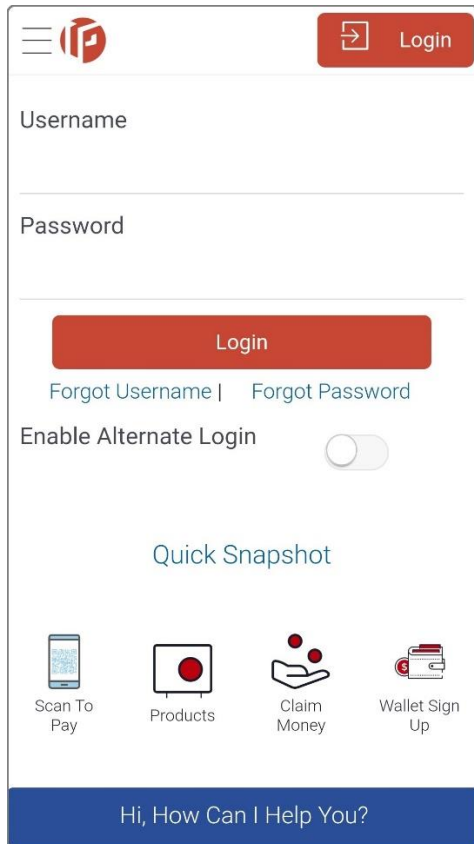 Login
Username
Password
Login
Forgot Username | Forgot Password
Enable Alternate Login
Quick Snapshot
Scan To Pay
Products
Claim Money
Wallet Sign Up
Hi, How Can I Help You?